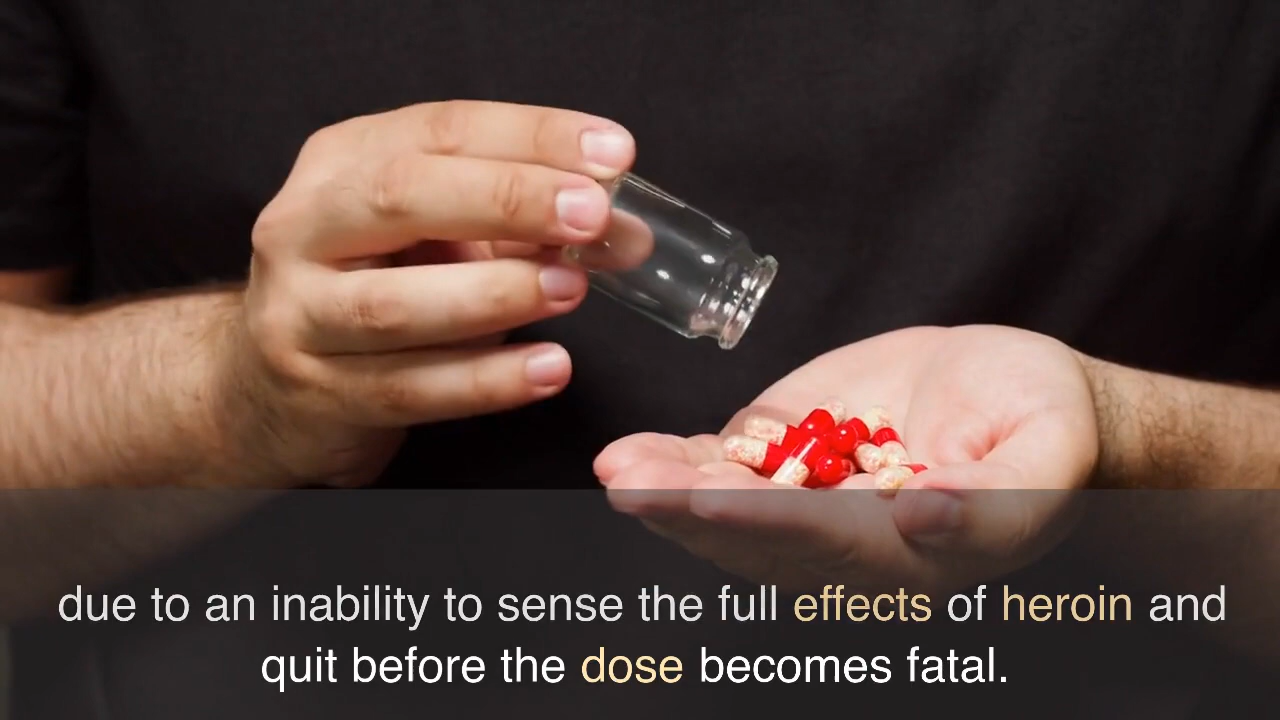 due to an inability to sense the full effects of heroin and
quit before the dose becomes fatal.